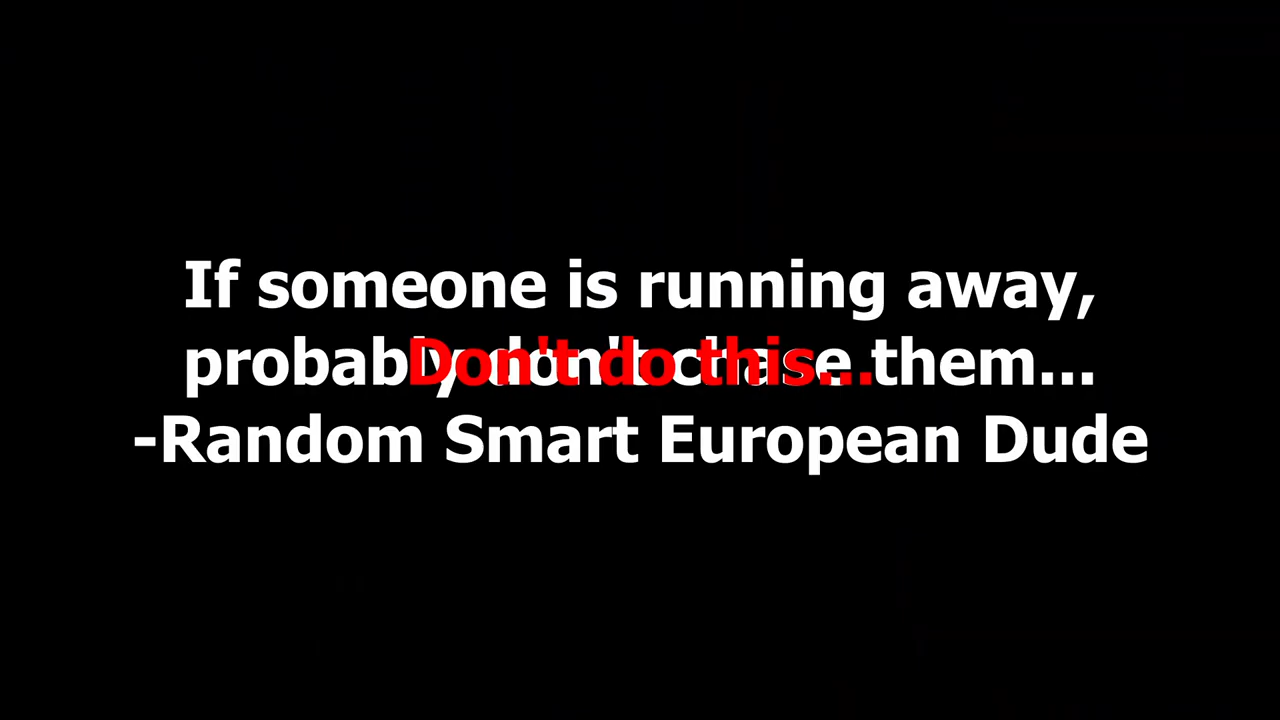 If someone is running away,
probably don't chase them...
Don't do this...
-Random Smart European Dude